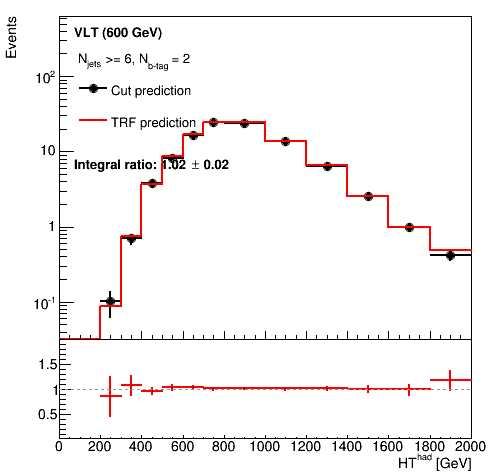 Events
VLT (600 GeV)
N_jets >= 6, N_b-tag = 2
10^2
Cut prediction
TRF prediction
10
Integral ratio: 1.02 ± 0.02
1
10^-1
1.5
1
0.5
0 200 400 600 800 1000 1200 1400 1600 1800 2000
HT^had [GeV]